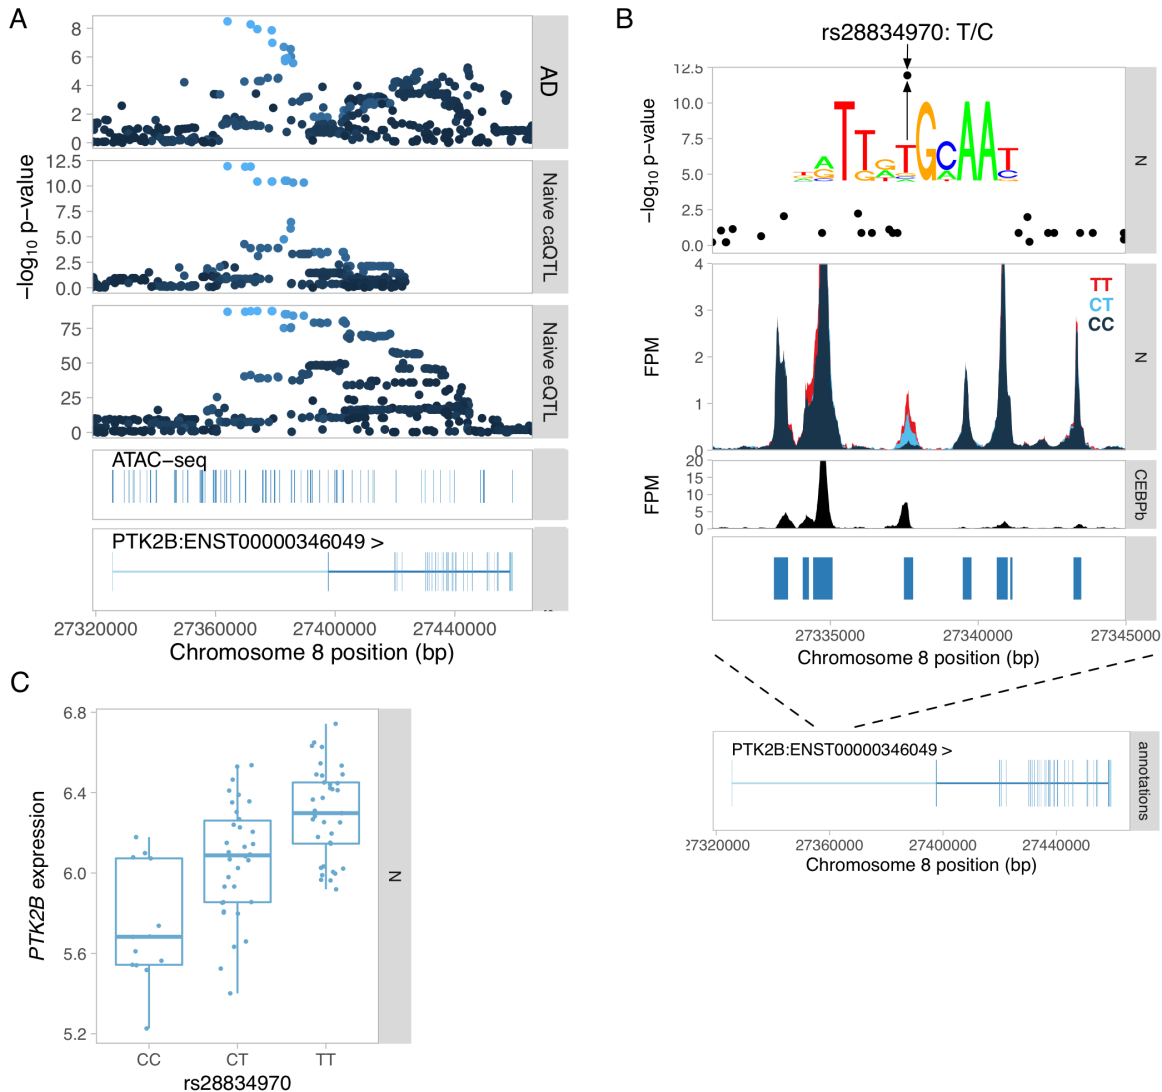 A
8
6
4
2
0
AD
12.5
10.0
7.5
5.0
2.5
0.0
Naive caQTL
75
50
25
0
Naive eQTL
−log10 p−value
ATAC−seq
PTK2B:ENST00000346049 >
27320000 27360000 27400000 27440000
Chromosome 8 position (bp)
B
rs28834970: T/C
12.5
10.0
7.5
5.0
2.5
0.0
−log10 p−value
TTTGCAAT
N
4
3
2
1
0
FPM
TT
CT
CC
N
20
15
10
5
0
FPM
CEBPb
27335000 27340000 27345000
Chromosome 8 position (bp)
PTK2B:ENST00000346049 >
annotations
27320000 27360000 27400000 27440000
Chromosome 8 position (bp)
C
6.8
6.4
6.0
5.6
5.2
PTK2B expression
N
CC CT TT
rs28834970